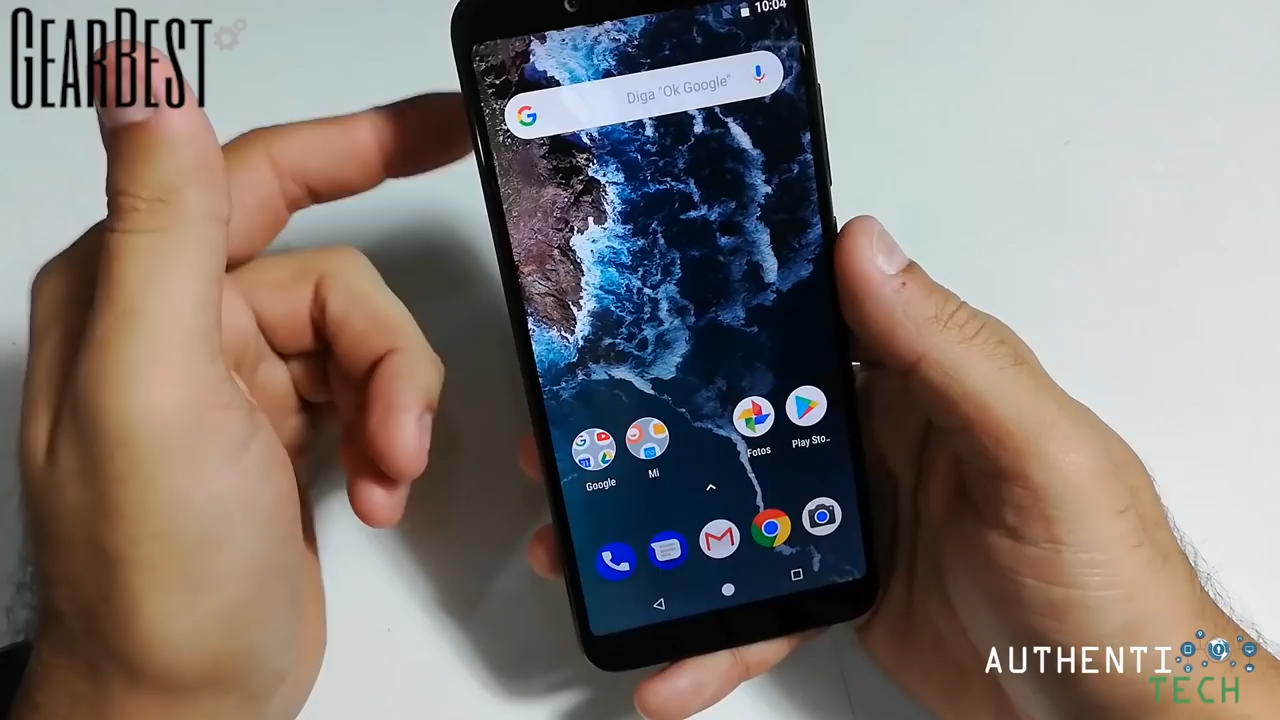 GEARBEST
10:04
Diga "Ok Google"
Google
Mi
Fotos
Play Sto..
AUTHENTI
TECH